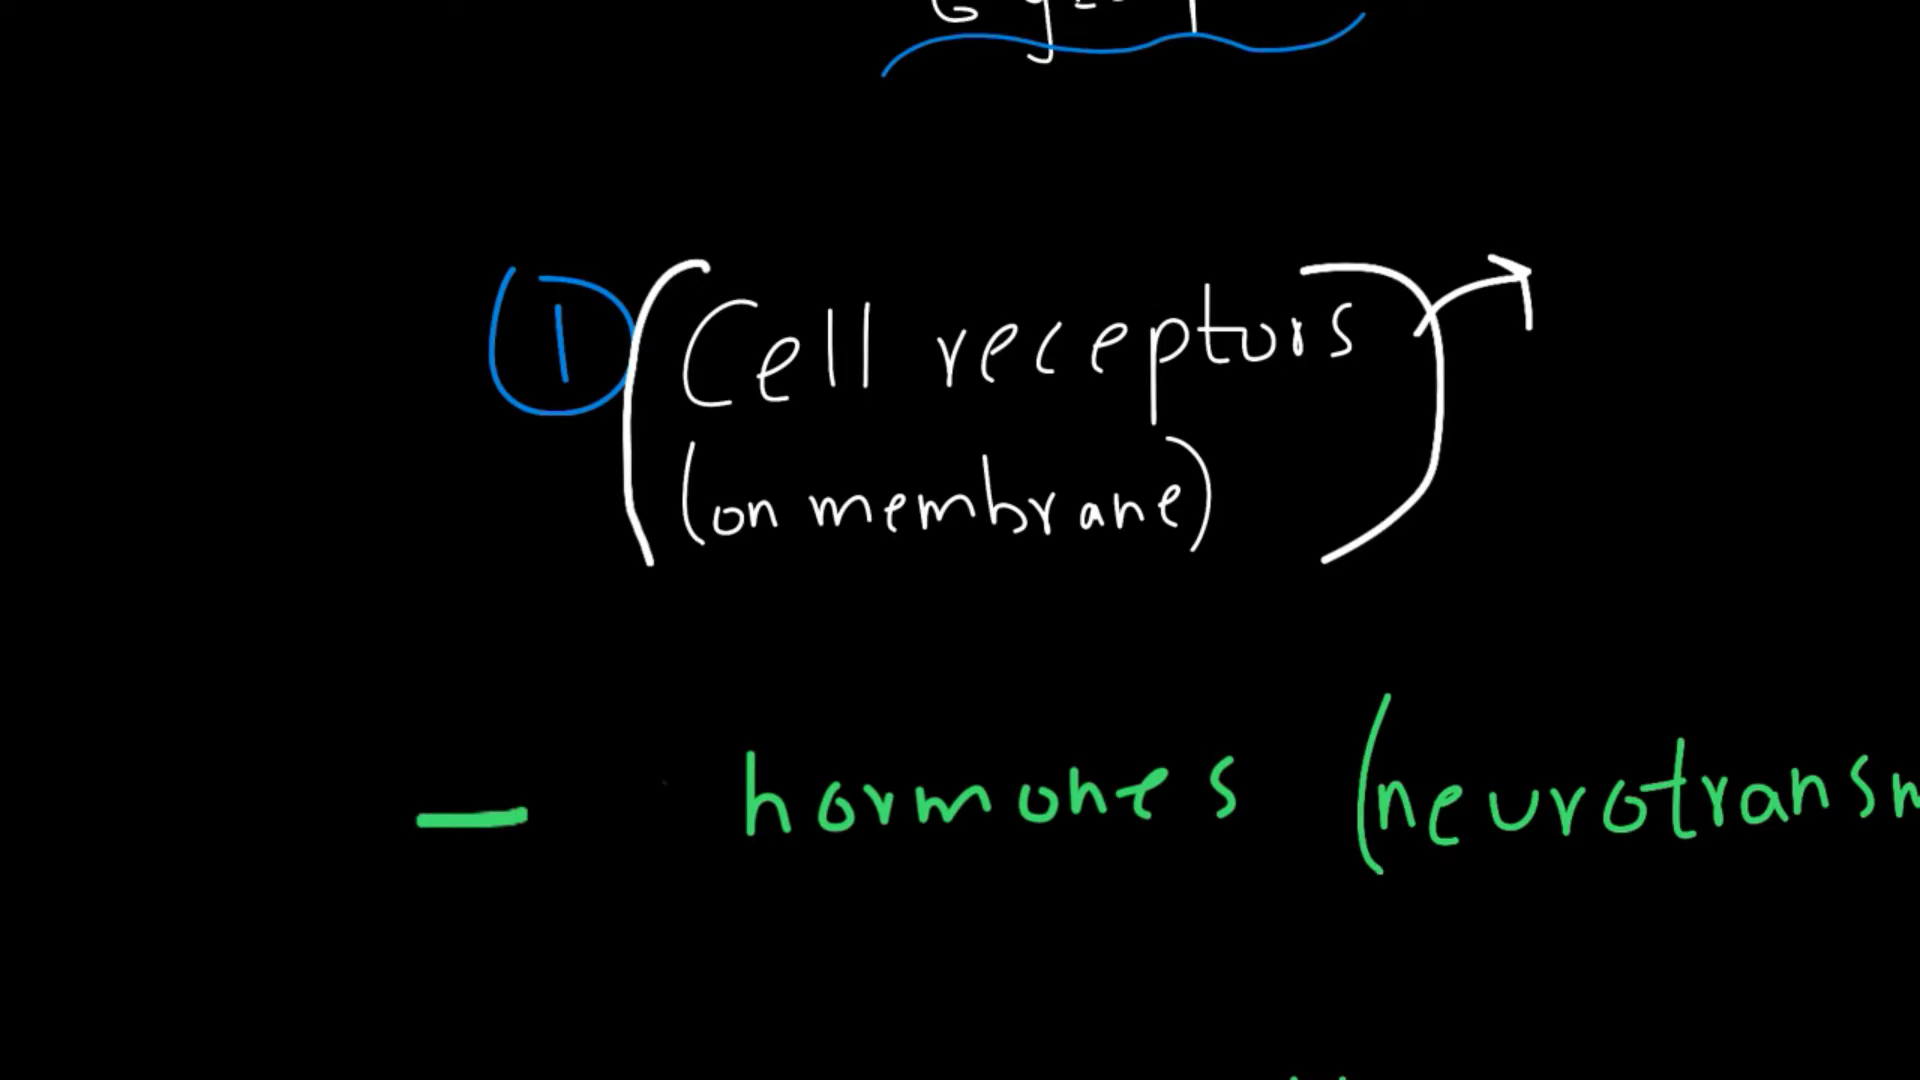 1 Cell receptors
(on membrane)
— hormones (neurotransm